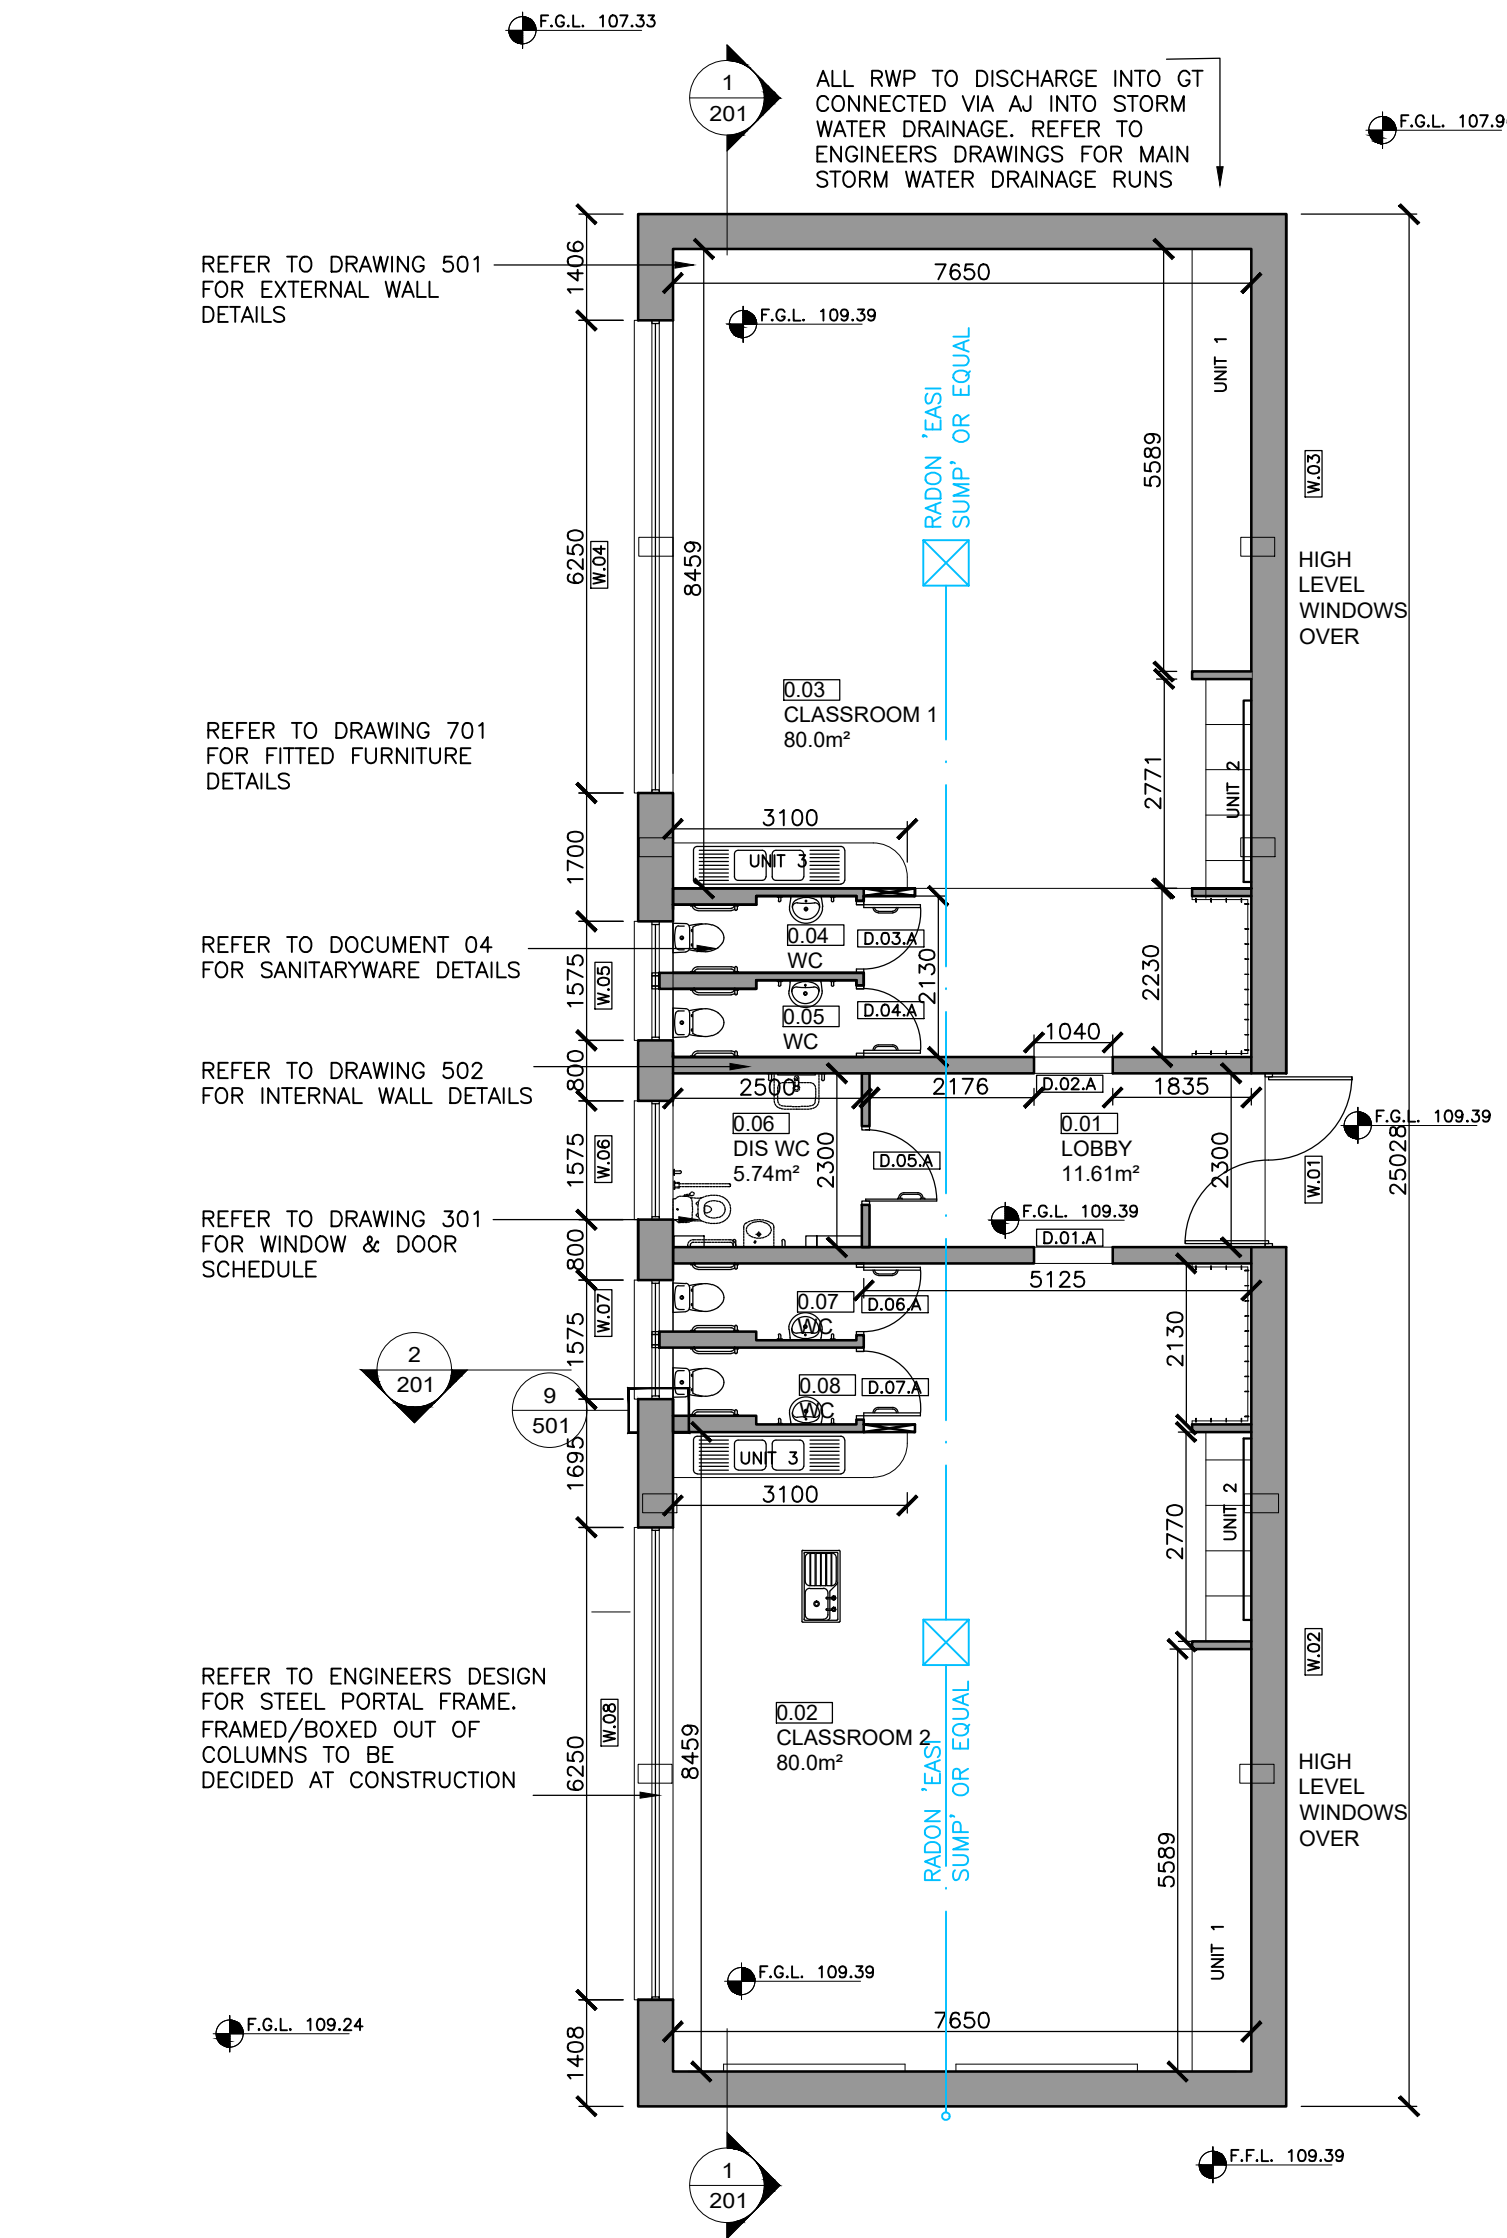 F.G.L. 107.33
1
201
ALL RWP TO DISCHARGE INTO GT
CONNECTED VIA AJ INTO STORM
WATER DRAINAGE. REFER TO
ENGINEERS DRAWINGS FOR MAIN
STORM WATER DRAINAGE RUNS
F.G.L. 107.9
REFER TO DRAWING 501
FOR EXTERNAL WALL
DETAILS
1406
7650
F.G.L. 109.39
RADON 'EASI
SUMP' OR EQUAL
UNIT 1
5589
W.03
6250
W.04
8459
HIGH
LEVEL
WINDOWS
OVER
0.03
CLASSROOM 1
80.0m²
REFER TO DRAWING 701
FOR FITTED FURNITURE
DETAILS
2771
UNIT 2
3100
UNIT 3
1700
REFER TO DOCUMENT 04
FOR SANITARYWARE DETAILS
0.04
WC
D.03.A
2130
2230
1575
W.05
0.05
WC
D.04.A
1040
REFER TO DRAWING 502
FOR INTERNAL WALL DETAILS
800
2500
2176
D.02.A
1835
0.06
DIS WC
5.74m²
2300
D.05.A
0.01
LOBBY
11.61m²
2300
F.G.L. 109.39
25028
1575
W.06
W.01
REFER TO DRAWING 301
FOR WINDOW & DOOR
SCHEDULE
F.G.L. 109.39
D.01.A
800
5125
0.07
WC
D.06.A
1575
W.07
2130
2
201
0.08
WC
D.07.A
9
501
1695
UNIT 3
3100
2770
UNIT 2
W.02
REFER TO ENGINEERS DESIGN
FOR STEEL PORTAL FRAME.
FRAMED/BOXED OUT OF
COLUMNS TO BE
DECIDED AT CONSTRUCTION
6250
W.08
8459
0.02
CLASSROOM 2
80.0m²
RADON 'EASI
SUMP' OR EQUAL
HIGH
LEVEL
WINDOWS
OVER
5589
UNIT 1
F.G.L. 109.39
F.G.L. 109.24
7650
1408
1
201
F.F.L. 109.39